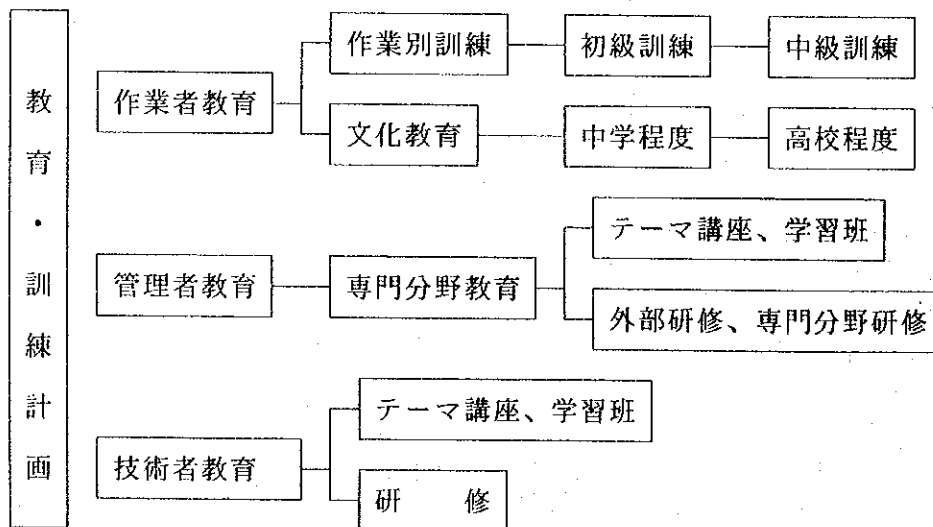 教育・訓練計画
作業者教育
作業別訓練
初級訓練
中級訓練
文化教育
中学程度
高校程度
管理者教育
専門分野教育
テーマ講座、学習班
外部研修、専門分野研修
技術者教育
テーマ講座、学習班
研 修